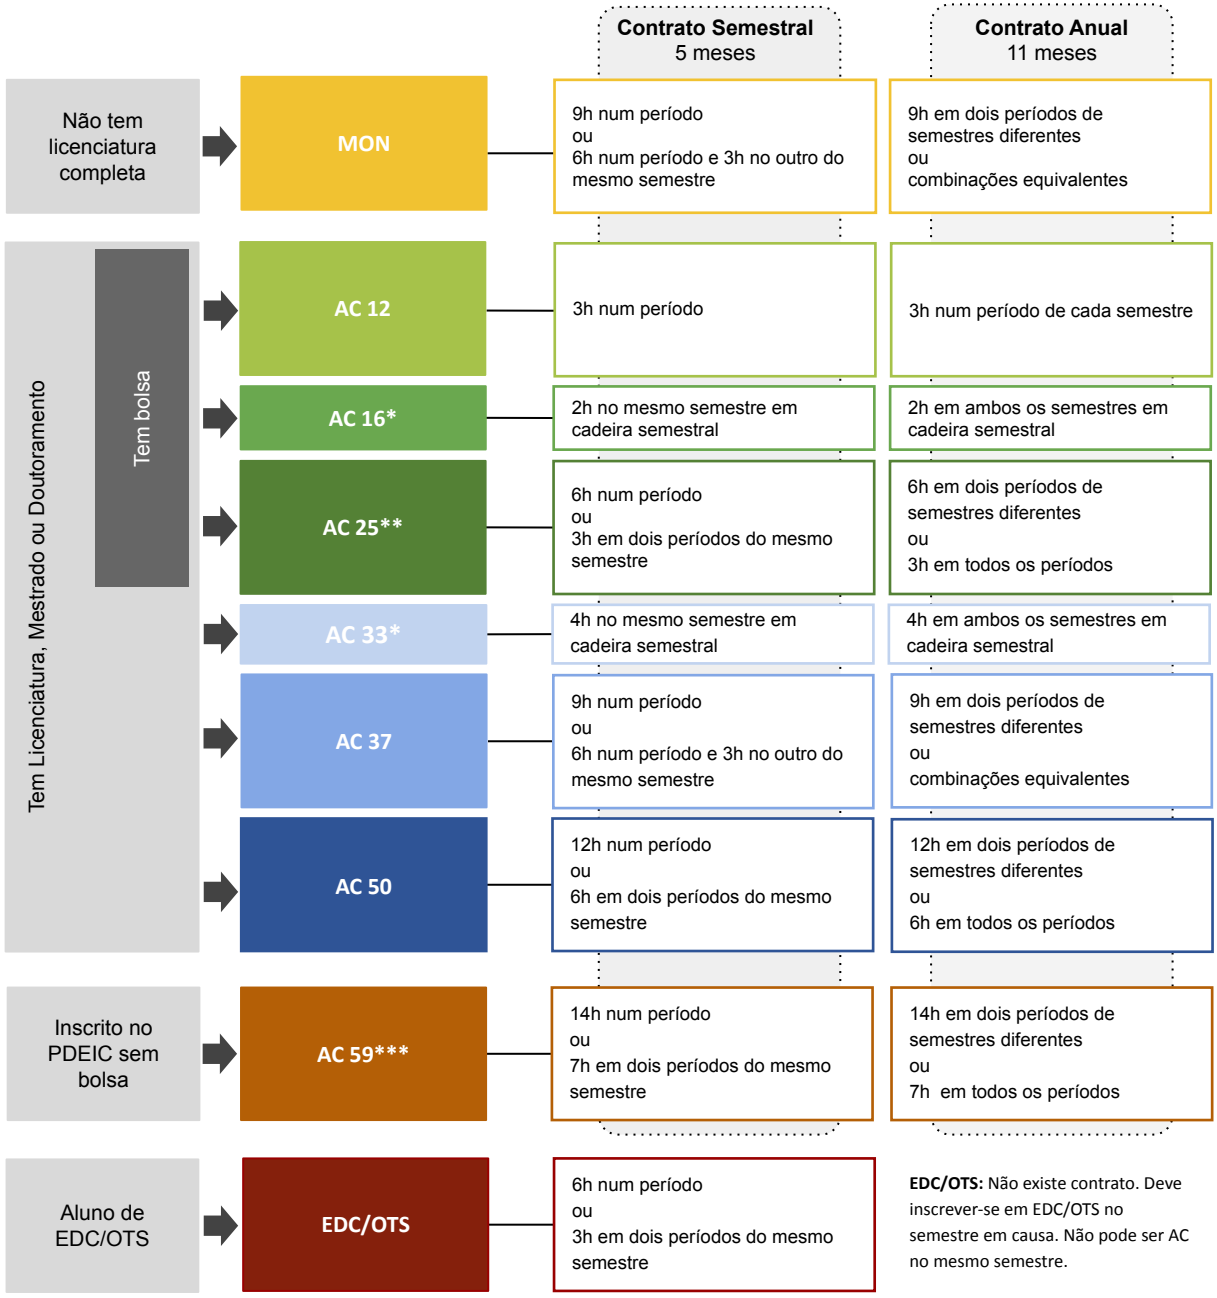 Contrato Semestral
5 meses
Contrato Anual
11 meses
Não tem
licenciatura
completa
MON
9h num período
ou
6h num período e 3h no outro do
mesmo semestre
9h em dois períodos de
semestres diferentes
ou
combinações equivalentes
Tem Licenciatura, Mestrado ou Doutoramento
Tem bolsa
AC 12
3h num período
3h num período de cada semestre
AC 16*
2h no mesmo semestre em
cadeira semestral
2h em ambos os semestres em
cadeira semestral
AC 25**
6h num período
ou
3h em dois períodos do mesmo
semestre
6h em dois períodos de
semestres diferentes
ou
3h em todos os períodos
AC 33*
4h no mesmo semestre em
cadeira semestral
4h em ambos os semestres em
cadeira semestral
AC 37
9h num período
ou
6h num período e 3h no outro do
mesmo semestre
9h em dois períodos de
semestres diferentes
ou
combinações equivalentes
AC 50
12h num período
ou
6h em dois períodos do mesmo
semestre
12h em dois períodos de
semestres diferentes
ou
6h em todos os períodos
Inscrito no
PDEIC sem
bolsa
AC 59***
14h num período
ou
7h em dois períodos do mesmo
semestre
14h em dois períodos de
semestres diferentes
ou
7h em todos os períodos
Aluno de
EDC/OTS
EDC/OTS
6h num período
ou
3h em dois períodos do mesmo
semestre
EDC/OTS: Não existe contrato. Deve
inscrever-se em EDC/OTS no
semestre em causa. Não pode ser AC
no mesmo semestre.